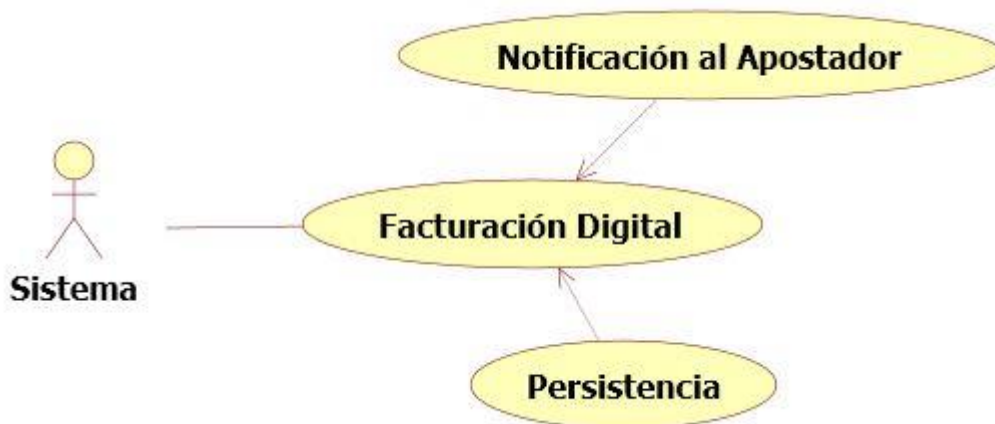 Notificación al Apostador
Facturación Digital
Sistema
Persistencia